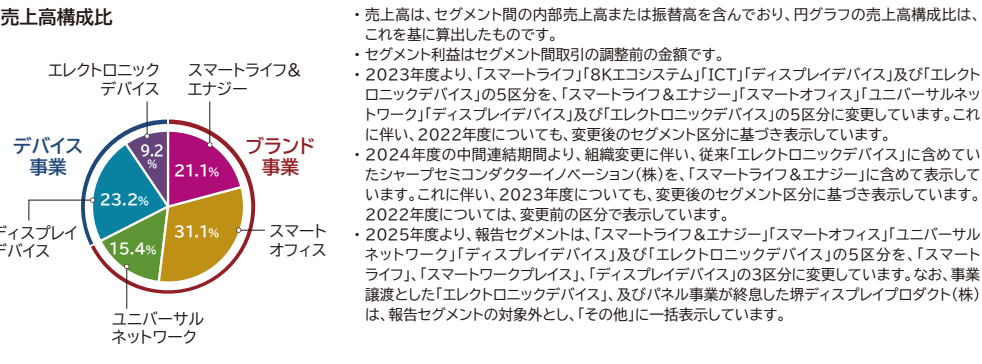 売上高構成比
エレクトロニック
デバイス
スマートライフ&
エナジー
デバイス
事業
ブランド
事業
9.2
%
21.1%
23.2%
31.1%
15.4%
ディスプレイ
デバイス
スマート
オフィス
ユニバーサル
ネットワーク
・売上高は、セグメント間の内部売上高または振替高を含んでおり、円グラフの売上高構成比は、
これを基に算出したものです。
・セグメント利益はセグメント間取引の調整前の金額です。
・2023年度より、「スマートライフ」「8Kエコシステム」「ICT」「ディスプレイデバイス」及び「エレクト
ロニックデバイス」の5区分を、「スマートライフ&エナジー」「スマートオフィス」「ユニバーサルネッ
トワーク」「ディスプレイデバイス」及び「エレクトロニックデバイス」の5区分に変更しています。これ
に伴い、2022年度についても、変更後のセグメント区分に基づき表示しています。
・2024年度の中間連結期間より、組織変更に伴い、従来「エレクトロニックデバイス」に含めてい
たシャープセミコンダクターイノベーション(株)を、「スマートライフ&エナジー」に含めて表示して
います。これに伴い、2023年度についても、変更後のセグメント区分に基づき表示しています。
2022年度については、変更前の区分で表示しています。
・2025年度より、報告セグメントは、「スマートライフ&エナジー」「スマートオフィス」「ユニバーサル
ネットワーク」「ディスプレイデバイス」及び「エレクトロニックデバイス」の5区分を、「スマート
ライフ」、「スマートワークプレイス」、「ディスプレイデバイス」の3区分に変更しています。なお、事業
譲渡とした「エレクトロニックデバイス」、及びパネル事業が終息した堺ディスプレイプロダクト(株)
は、報告セグメントの対象外とし、「その他」に一括表示しています。